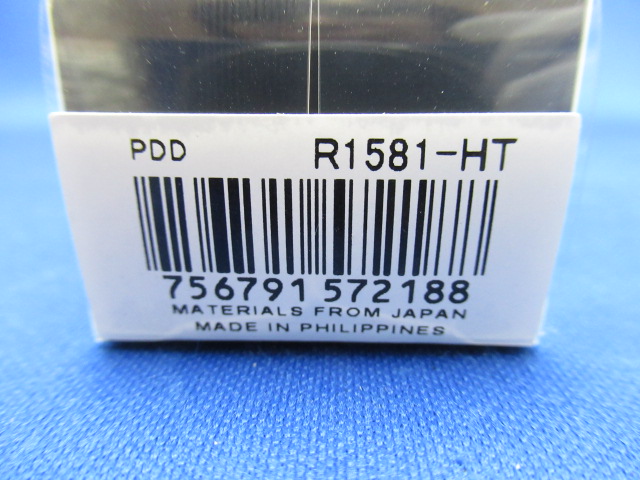 PDD R1581-HT
756791 572188
MATERIALS FROM JAPAN
MADE IN PHILIPPINES